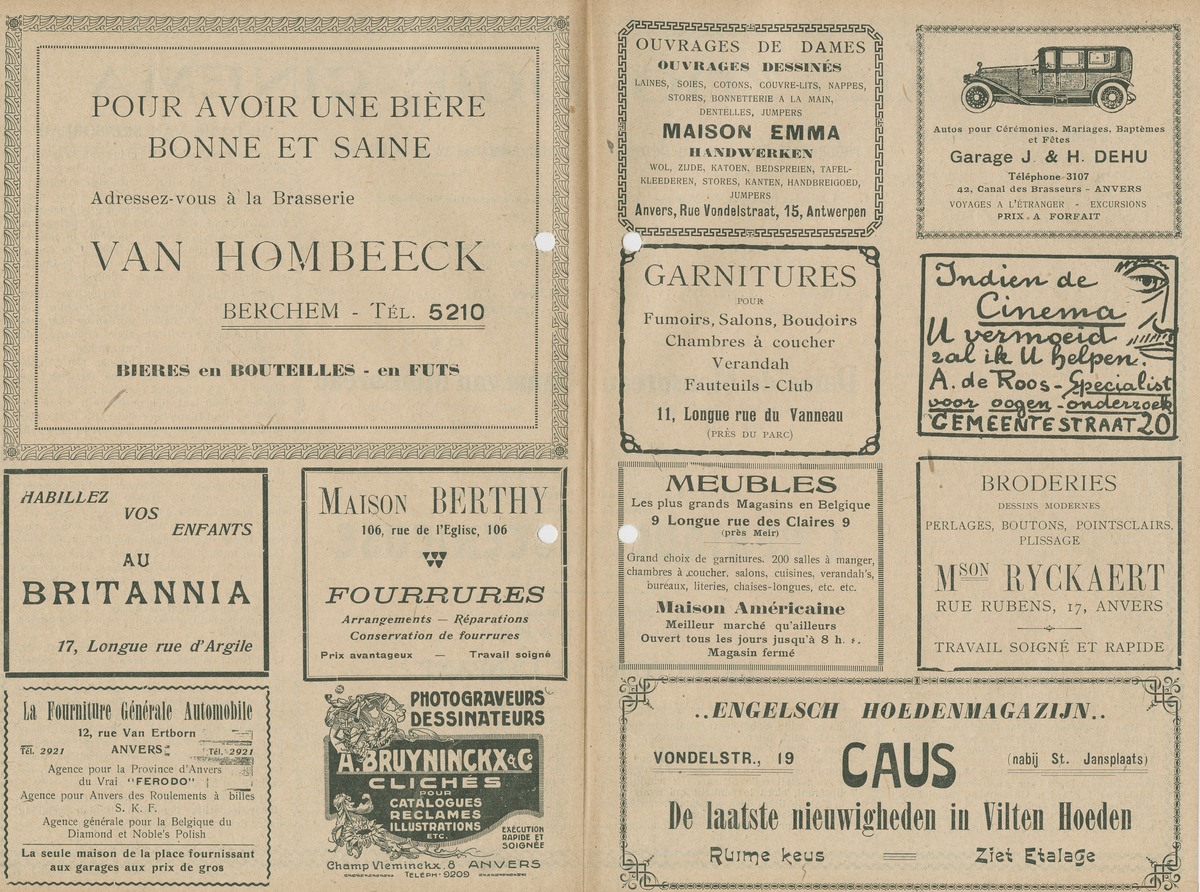 POUR AVOIR UNE BIÈRE
BONNE ET SAINE
Adressez-vous à la Brasserie
VAN HOMBEECK
BERCHEM - TÉL. 5210
BIERES en BOUTEILLES - en FUTS
HABILLEZ
VOS
ENFANTS
AU
BRITANNIA
17, Longue rue d'Argile
MAISON BERTHY
106, rue de l'Eglise, 106
FOURRURES
Arrangements — Réparations
Conservation de fourrures
Prix avantageux — Travail soigné
La Fourniture Générale Automobile
12, rue Van Ertborn
Tél. 2921 ANVERS Tél. 2921
Agence pour la Province d'Anvers
du Vrai "FERODO"
Agence pour Anvers des Roulements à billes
S. K. F.
Agence générale pour la Belgique du
Diamond et Noble's Polish
La seule maison de la place fournissant
aux garages aux prix de gros
PHOTOGRAVEURS
DESSINATEURS
A. BRUYNINCKX & Co
CLICHÉS
POUR
CATALOGUES
RECLAMES
ILLUSTRATIONS
ETC.
EXÉCUTION
RAPIDE ET
SOIGNÉE
Champ Vleminckx, 8 ANVERS
TELEPH. 9209
OUVRAGES DE DAMES
OUVRAGES DESSINÉS
LAINES, SOIES, COTONS, COUVRE-LITS, NAPPES,
STORES, BONNETTERIE A LA MAIN,
DENTELLES, JUMPERS
MAISON EMMA
HANDWERKEN
WOL, ZIJDE, KATOEN, BEDSPREIEN, TAFEL-
KLEEDEREN, STORES, KANTEN, HANDBREIGOED,
JUMPERS
Anvers, Rue Vondelstraat, 15, Antwerpen
Autos pour Cérémonies, Mariages, Baptèmes
et Fêtes
Garage J. & H. DEHU
Téléphone 3107
42, Canal des Brasseurs - ANVERS
VOYAGES A L'ÉTRANGER - EXCURSIONS
PRIX A FORFAIT
GARNITURES
POUR
Fumoirs, Salons, Boudoirs
Chambres à coucher
Verandah
Fauteuils - Club
11, Longue rue du Vanneau
(PRÈS DU PARC)
Indien de
Cinema
U vermoeid
zal ik U helpen.
A. de Roos - Specialist
voor oogen - onderzoek
GEMEENTESTRAAT 20
MEUBLES
Les plus grands Magasins en Belgique
9 Longue rue des Claires 9
(près Meir)
Grand choix de garnitures. 200 salles à manger,
chambres à coucher, salons, cuisines, verandah's,
bureaux, literies, chaises-longues, etc. etc.
Maison Américaine
Meilleur marché qu'ailleurs
Ouvert tous les jours jusqu'à 8 h.
Magasin fermé
BRODERIES
DESSINS MODERNES
PERLAGES, BOUTONS, POINTSCLAIRS,
PLISSAGE
MSON RYCKAERT
RUE RUBENS, 17, ANVERS
TRAVAIL SOIGNÉ ET RAPIDE
..ENGELSCH HOEDENMAGAZIJN..
VONDELSTR., 19 CAUS (nabij St. Jansplaats)
De laatste nieuwigheden in Vilten Hoeden
Ruime keus Ziet Etalage